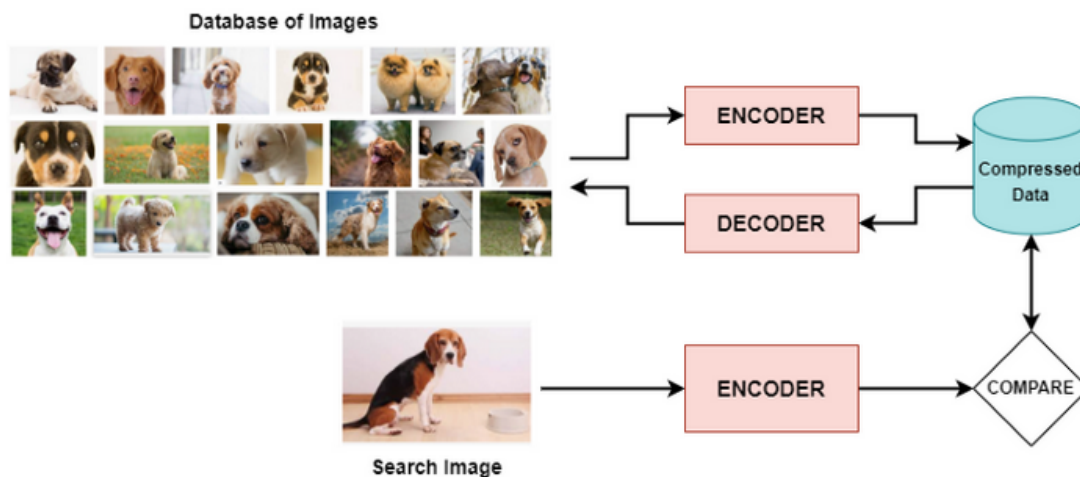 Database of Images
ENCODER
Compressed
Data
DECODER
ENCODER
COMPARE
Search Image